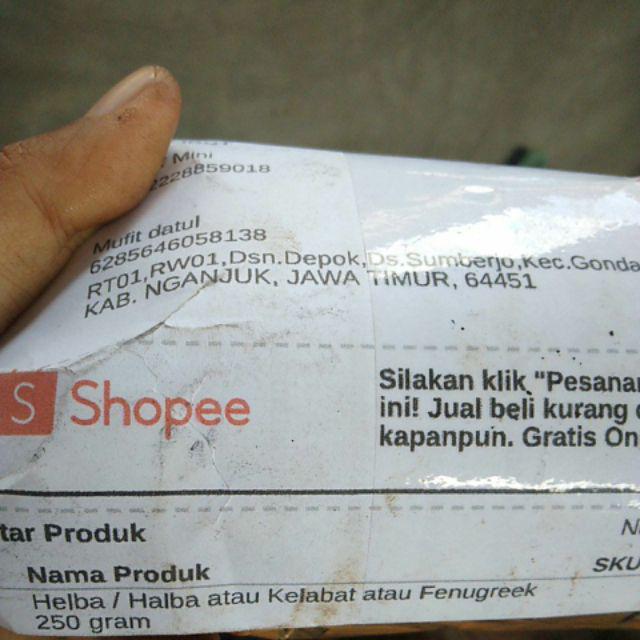 Mini
2228859018
Mufit datul
6285646058138
RT01,RW01,Dsn.Depok,Ds.Sumberjo,Kec.Gonda
KAB. NGANJUK, JAWA TIMUR, 64451
S Shopee
Silakan klik "Pesanan
ini! Jual beli kurang
kapanpun. Gratis On
tar Produk
Nama Produk
SKU
Helba / Halba atau Kelabat atau Fenugreek
250 gram